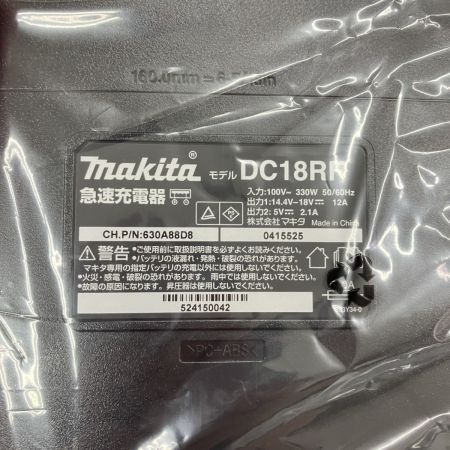 makita® モデル DC18RF
急速充電器
入力:100V~ 330W 50/60Hz
出力1:14.4-18V⎓ 12A
出力2:5V⎓ 2.1A
株式会社マキタ Made in China
CH.P/N:630A88D8 0415525
警告 ●ご使用前に取扱説明書を必ずよくお読みください。
●バッテリの液漏れ・発熱・破裂の恐れがあります。
マキタ専用の指定バッテリの充電以外には使用しないでください。
●火災・感電・破裂の恐れがあります。雨中では使用しないでください。
●故障の原因になります。昇圧器は使用しないでください。
524150042
>PC-ABS<